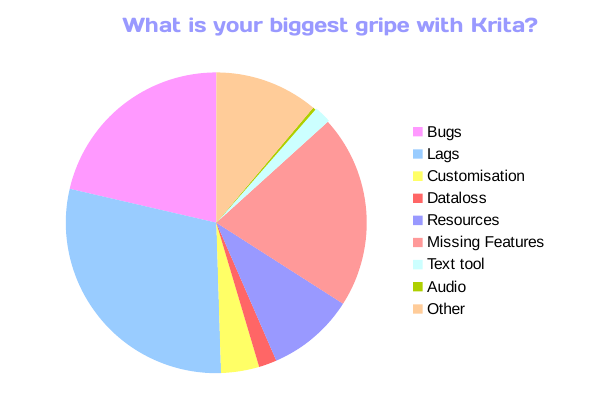 What is your biggest gripe with Krita?
Bugs
Lags
Customisation
Dataloss
Resources
Missing Features
Text tool
Audio
Other